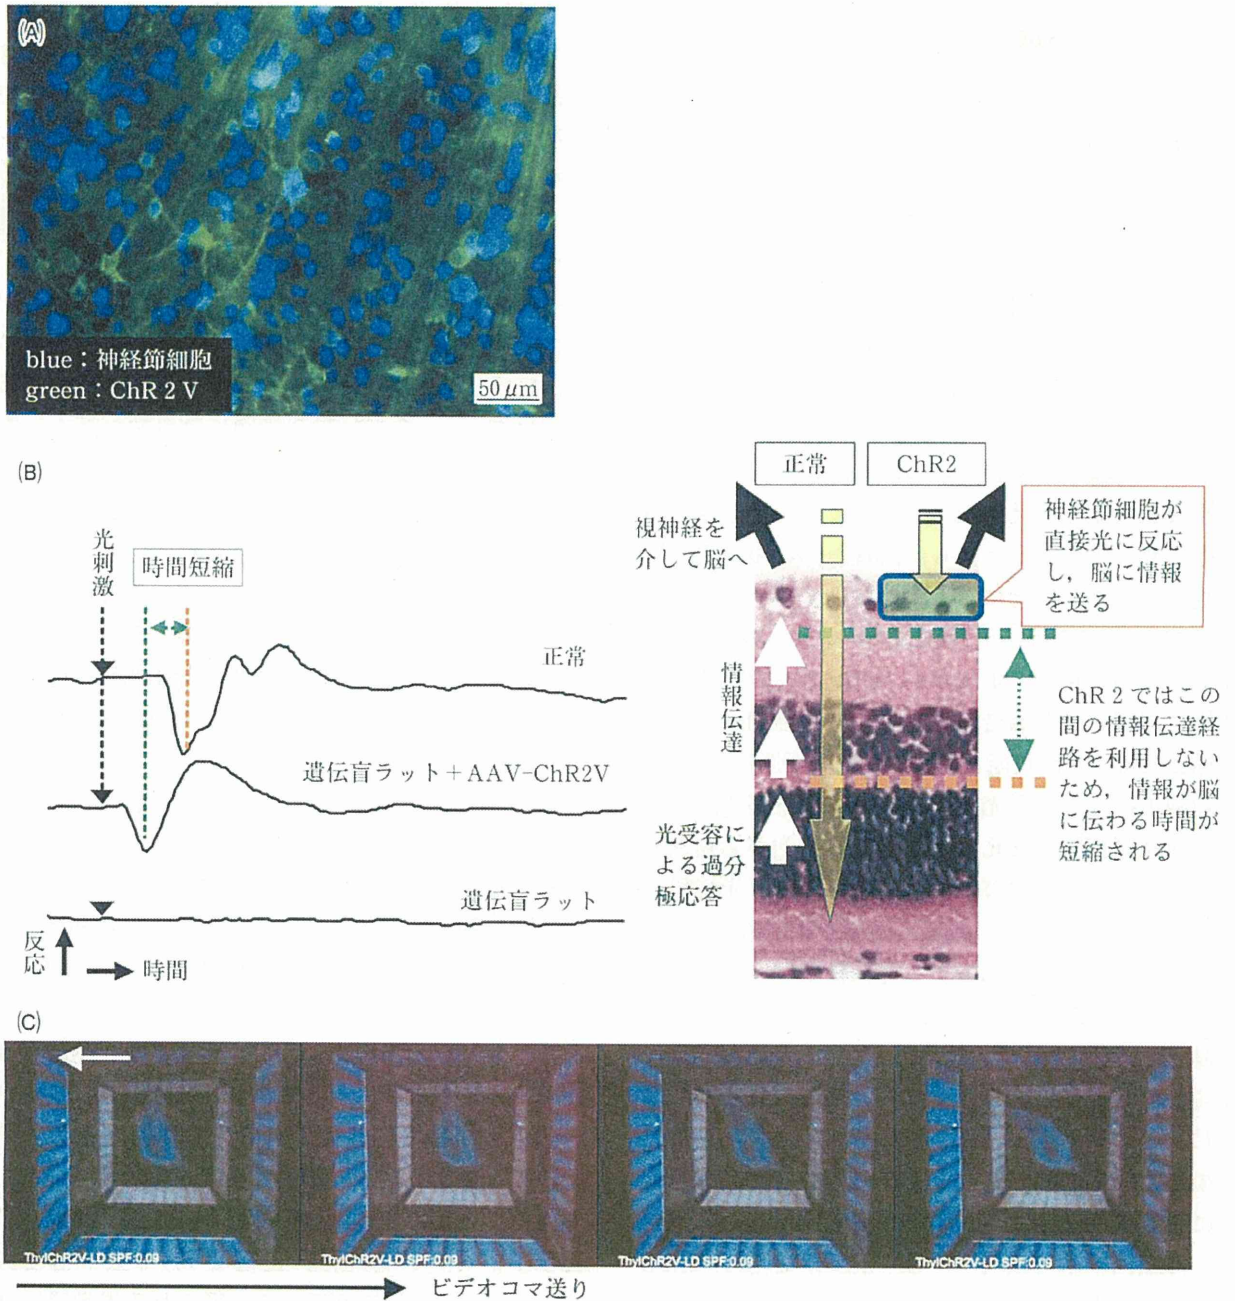 (A)
blue：神経節細胞
green：ChR 2 V
50 μm
(B)
光刺激
時間短縮
正常
遺伝盲ラット＋AAV-ChR2V
遺伝盲ラット
反応
時間
正常
ChR2
視神経を
介して脳へ
神経節細胞が
直接光に反応
し，脳に情報
を送る
情報伝達
ChR 2 ではこの
間の情報伝達経
路を利用しない
ため，情報が脳
に伝わる時間が
短縮される
光受容に
よる過分
極応答
(C)
Thy1ChR2V-LD SPF:0.09
Thy1ChR2V-LD SPF:0.09
Thy1ChR2V-LD SPF:0.09
Thy1ChR2V-LD SPF:0.09
ビデオコマ送り